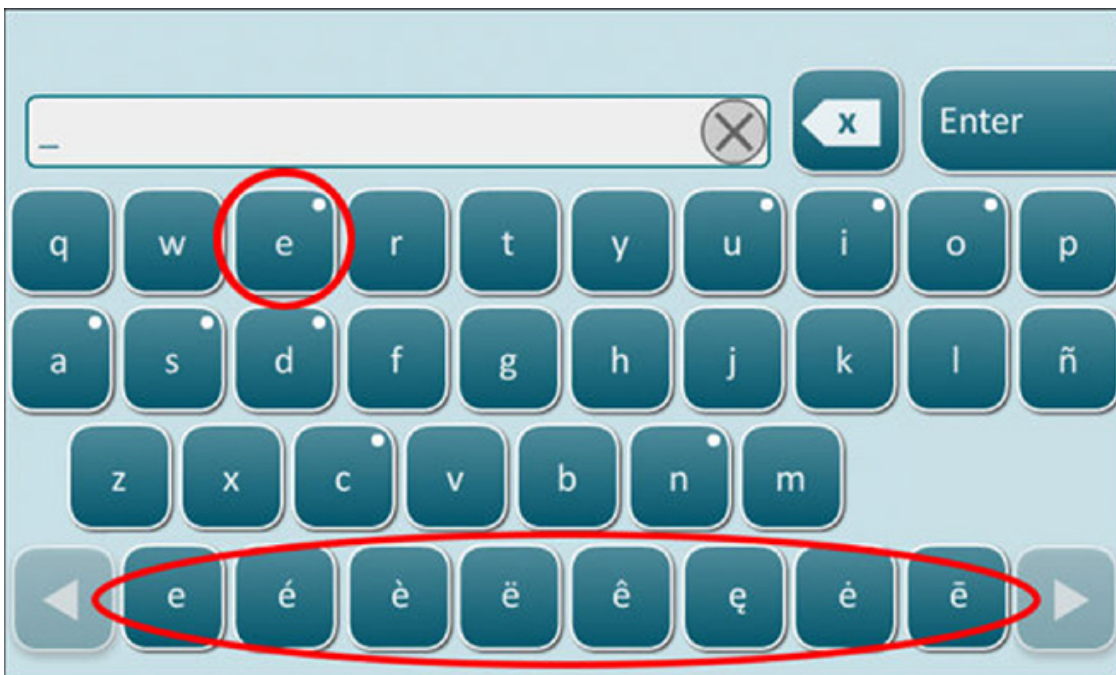 _
x Enter
q w e r t y u i o p
a s d f g h j k l ñ
z x c v b n m
e é è ë ê ę ė ē